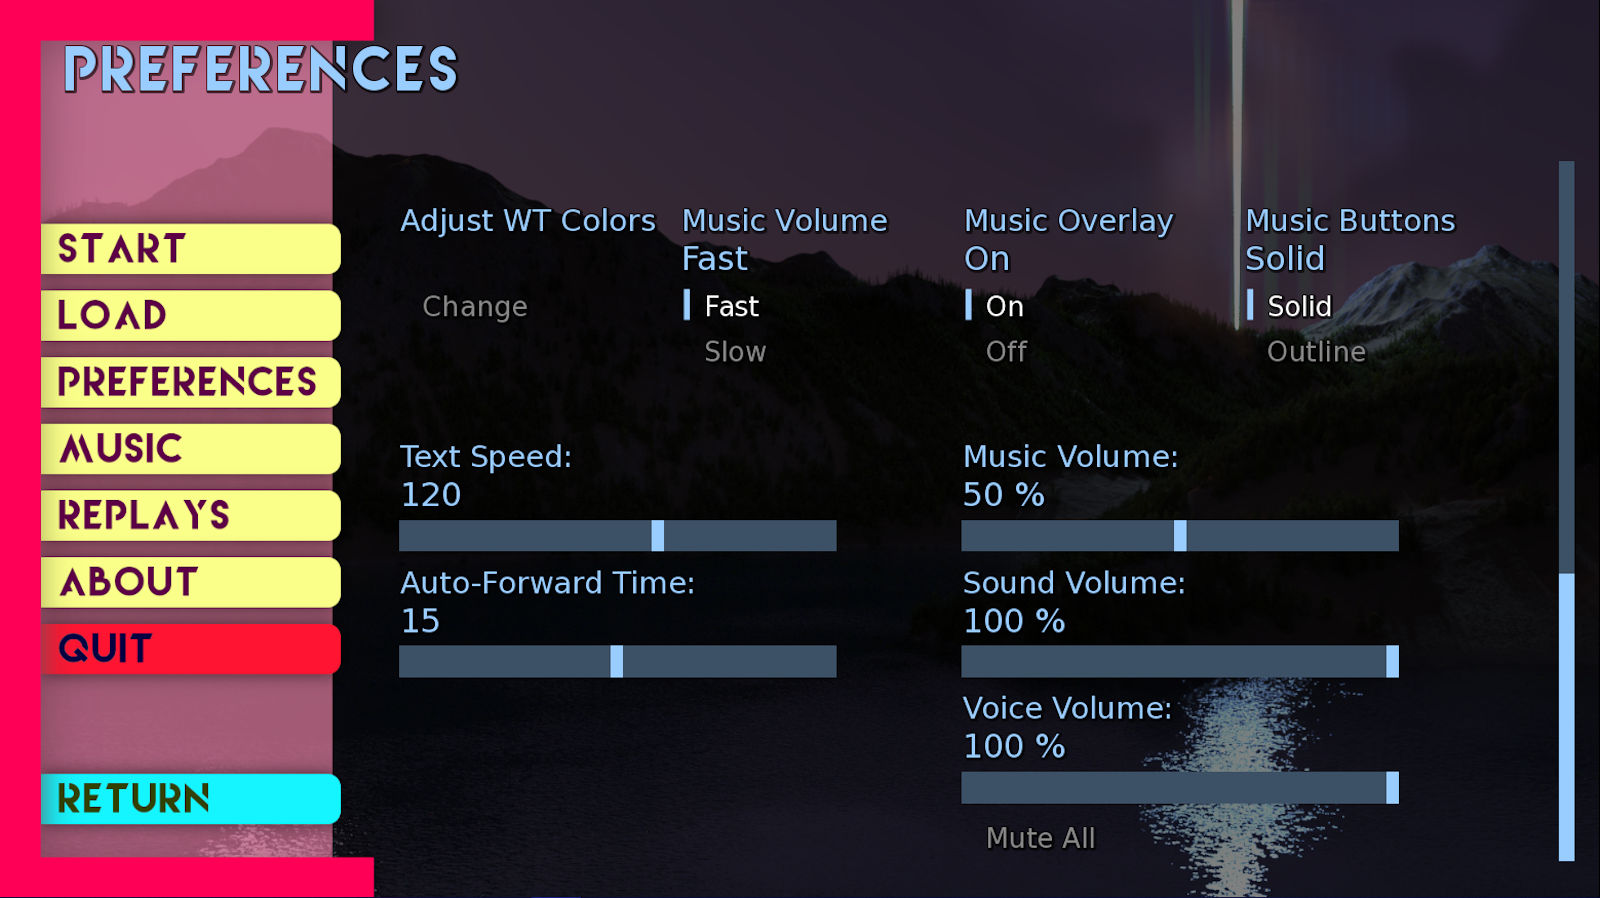 PREFERENCES
START
LOAD
PREFERENCES
MUSIC
REPLAYS
ABOUT
QUIT
RETURN
Adjust WT Colors
Change
Music Volume
Fast
Fast
Slow
Music Overlay
On
On
Off
Music Buttons
Solid
Solid
Outline
Text Speed:
120
Auto-Forward Time:
15
Music Volume:
50 %
Sound Volume:
100 %
Voice Volume:
100 %
Mute All